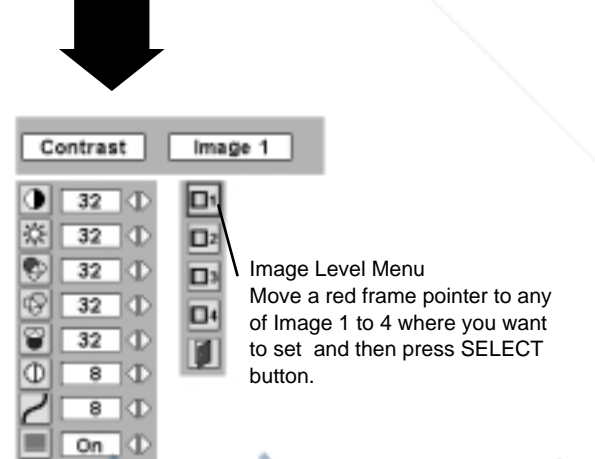 Contrast Image 1
32 1
32 2
32 3
32 4
32
8
8
On
Image Level Menu
Move a red frame pointer to any
of Image 1 to 4 where you want
to set and then press SELECT
button.